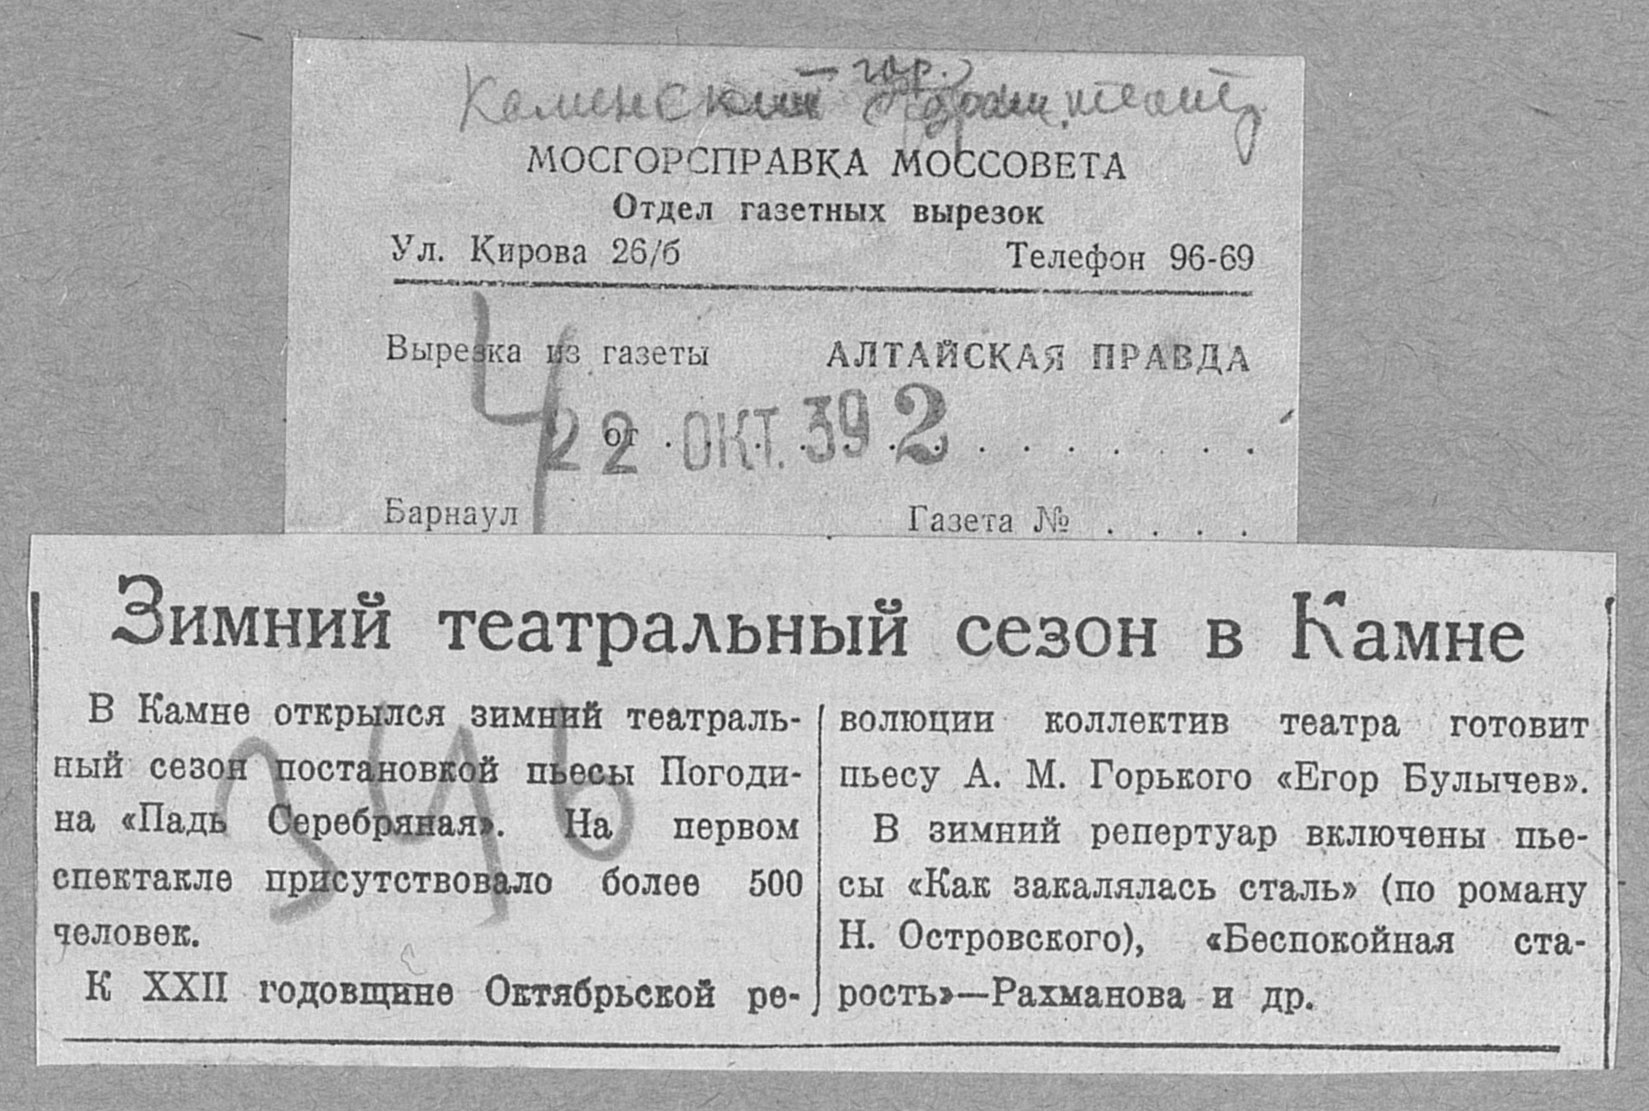 Каменский гор. драм. театр
МОСГОРСПРАВКА МОССОВЕТА
Отдел газетных вырезок
Ул. Кирова 26/б Телефон 96-69
Вырезка из газеты АЛТАЙСКАЯ ПРАВДА
4
от . . . . . . . . . . . .
22 ОКТ. 39 2
Барнаул Газета № . . . .
Зимний театральный сезон в Камне
В Камне открылся зимний театраль-
ный сезон постановкой пьесы Погоди-
на «Падь Серебряная». На первом
спектакле присутствовало более 500
человек.
К XXII годовщине Октябрьской ре-
волюции коллектив театра готовит
пьесу А. М. Горького «Егор Булычев».
В зимний репертуар включены пье-
сы «Как закалялась сталь» (по роману
Н. Островского), «Беспокойная ста-
рость»—Рахманова и др.
346